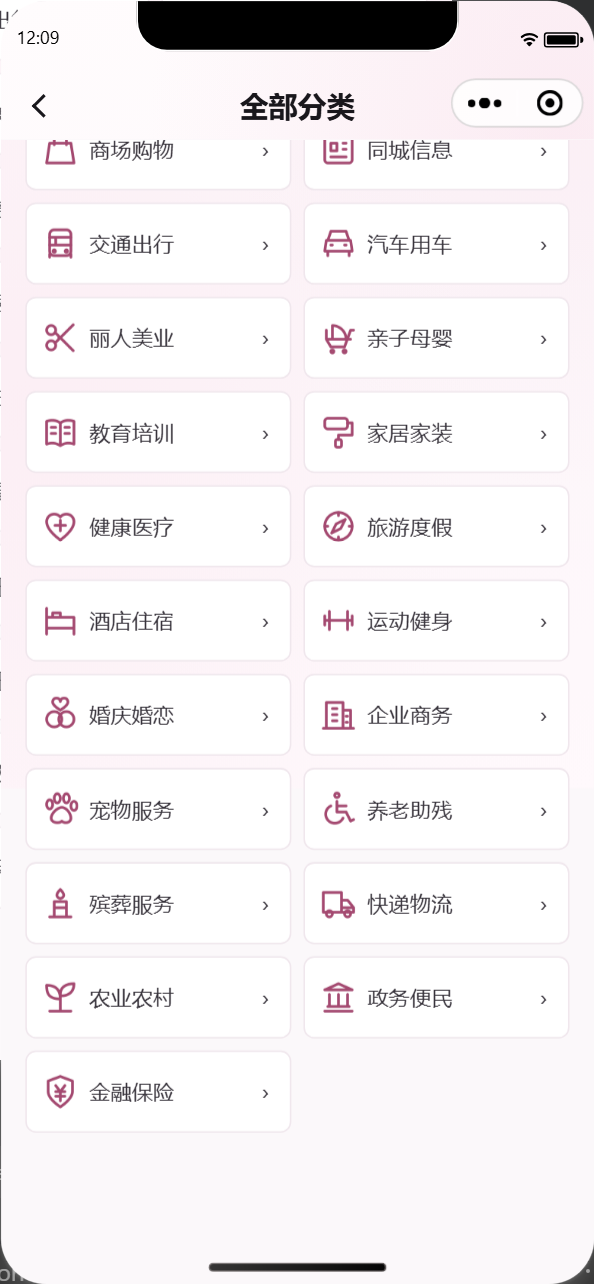 12:09
全部分类
商场购物 ›
同城信息 ›
交通出行 ›
汽车用车 ›
丽人美业 ›
亲子母婴 ›
教育培训 ›
家居家装 ›
健康医疗 ›
旅游度假 ›
酒店住宿 ›
运动健身 ›
婚庆婚恋 ›
企业商务 ›
宠物服务 ›
养老助残 ›
殡葬服务 ›
快递物流 ›
农业农村 ›
政务便民 ›
金融保险 ›